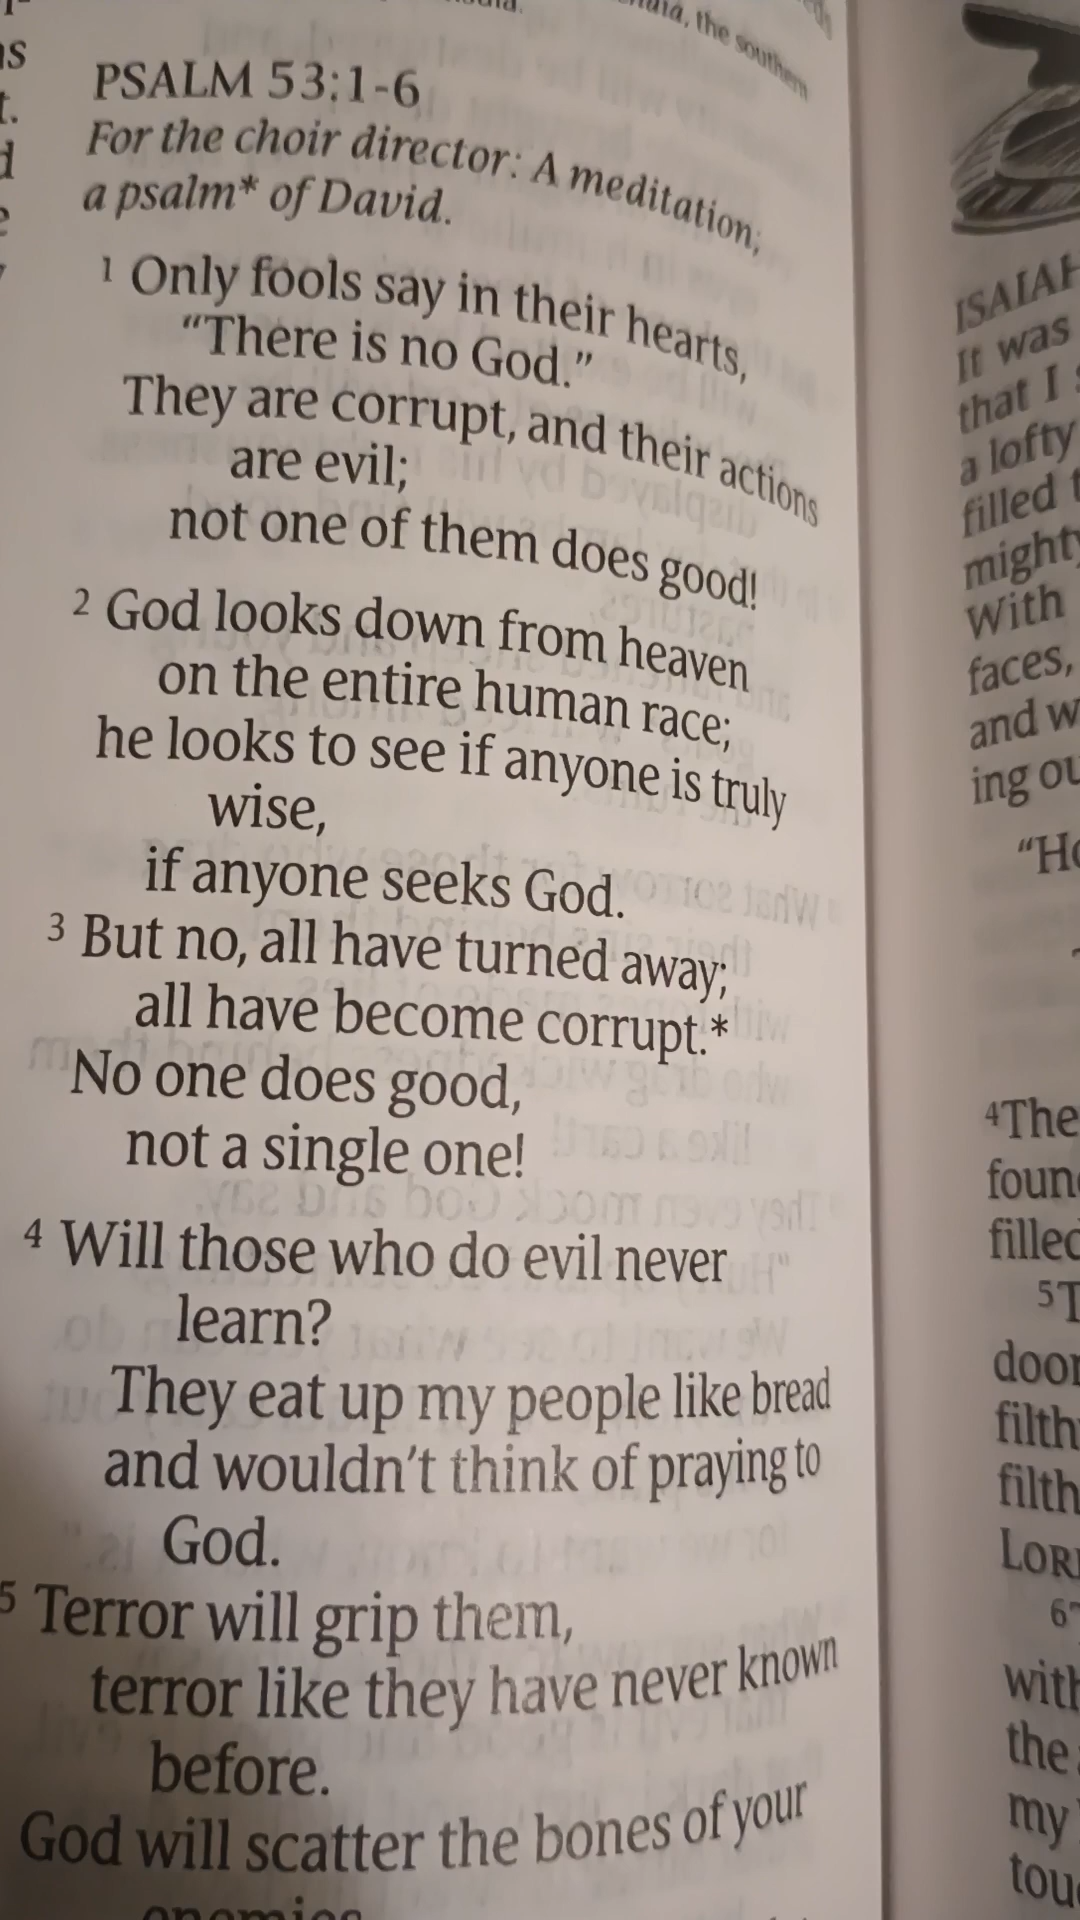 the southern
PSALM 53:1-6
For the choir director: A meditation;
a psalm* of David.
1 Only fools say in their hearts,
“There is no God.”
They are corrupt, and their actions
are evil;
not one of them does good!
2 God looks down from heaven
on the entire human race;
he looks to see if anyone is truly
wise,
if anyone seeks God.
3 But no, all have turned away;
all have become corrupt.*
No one does good,
not a single one!
4 Will those who do evil never
learn?
They eat up my people like bread
and wouldn’t think of praying to
God.
5 Terror will grip them,
terror like they have never known
before.
God will scatter the bones of your
enemies
ISAIAH
It was
that I
a lofty
filled
mighty
With
faces,
and w
ing ou
“Ho
4The
foun
filled
5T
door
filth
filth
LORD
6
with
the
my
touc